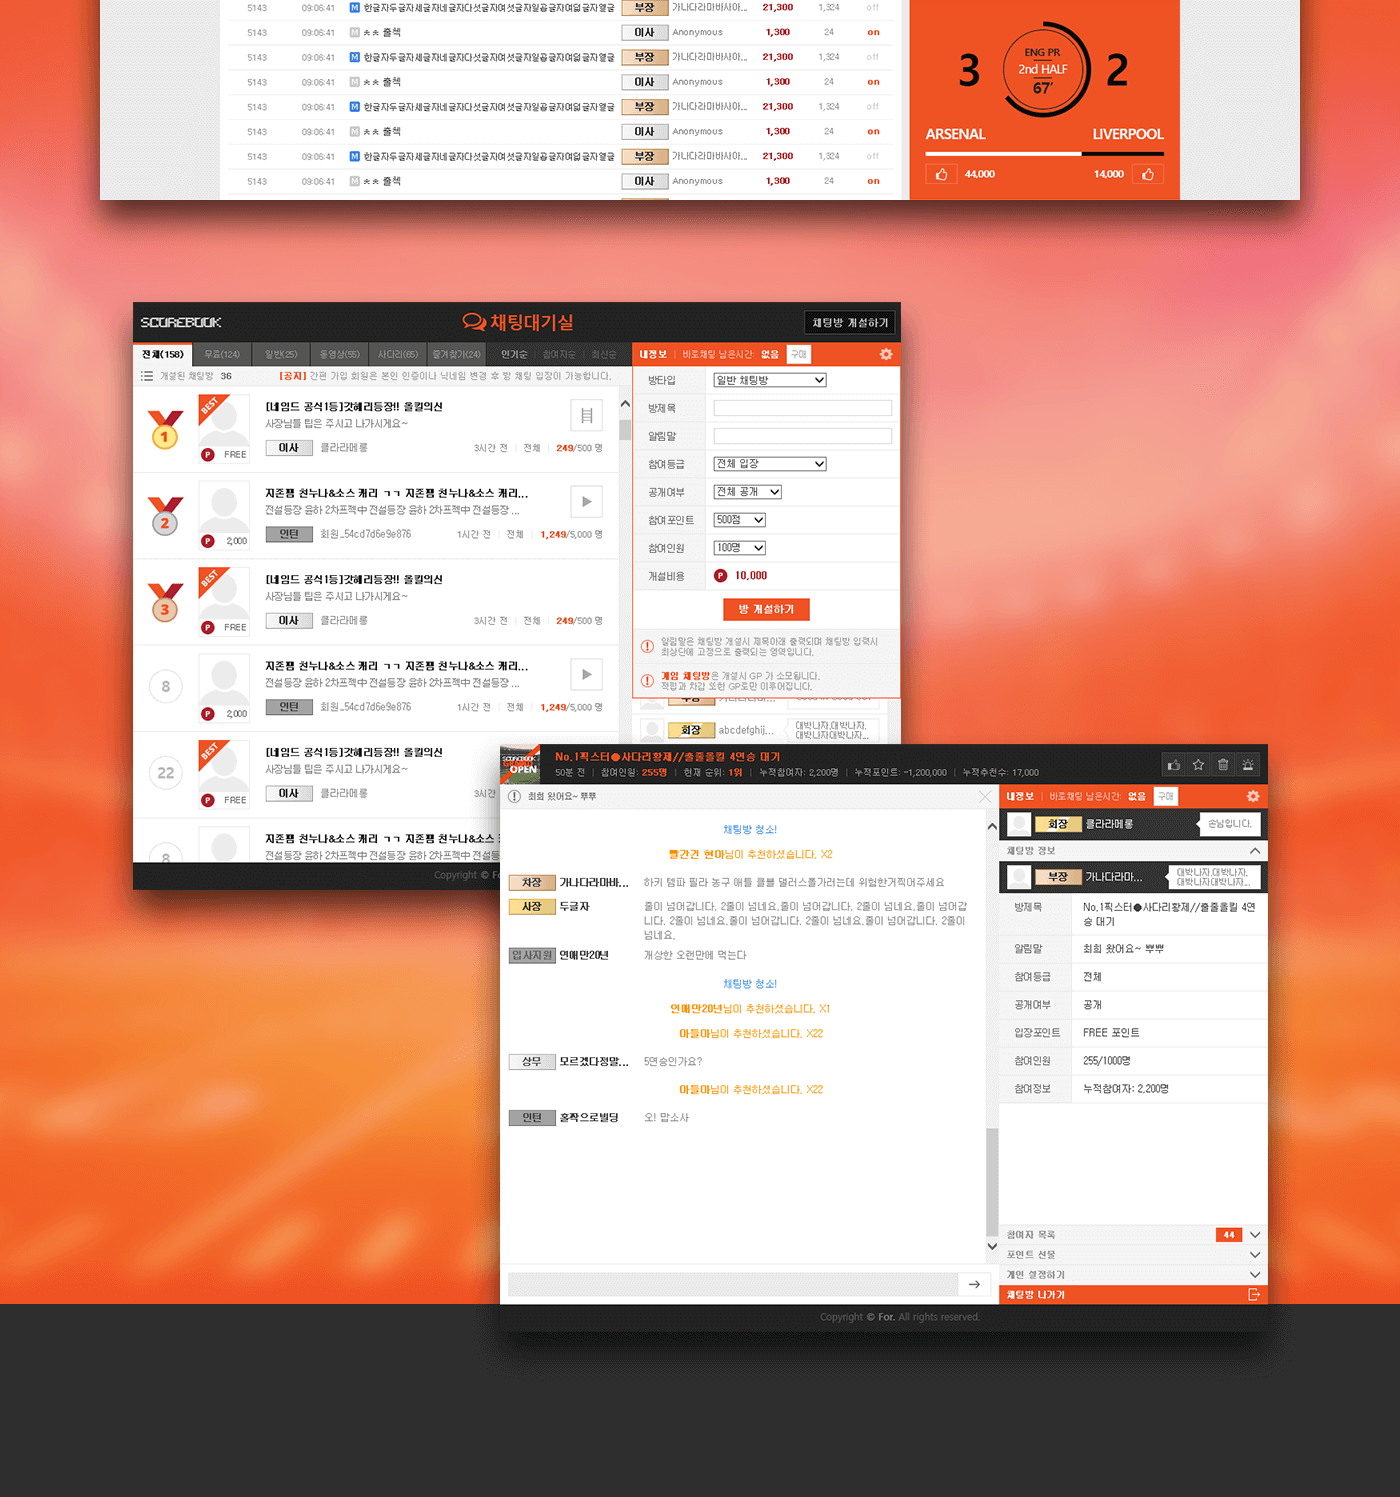 5143 09:06:41 M 한글자두글자세글자네글자다섯글자여섯글자일곱글자여덟글자열글 부장 가나다라마바사아... 21,300 1,324 off
5143 09:06:41 M ㅊㅊ 출첵 이사 Anonymous 1,300 24 on
5143 09:06:41 M 한글자두글자세글자네글자다섯글자여섯글자일곱글자여덟글자열글 부장 가나다라마바사아... 21,300 1,324 off
5143 09:06:41 M ㅊㅊ 출첵 이사 Anonymous 1,300 24 on
5143 09:06:41 M 한글자두글자세글자네글자다섯글자여섯글자일곱글자여덟글자열글 부장 가나다라마바사아... 21,300 1,324 off
5143 09:06:41 M ㅊㅊ 출첵 이사 Anonymous 1,300 24 on
5143 09:06:41 M 한글자두글자세글자네글자다섯글자여섯글자일곱글자여덟글자열글 부장 가나다라마바사아... 21,300 1,324 off
5143 09:06:41 M ㅊㅊ 출첵 이사 Anonymous 1,300 24 on
ENG PR
3 2nd HALF 2
67'
ARSENAL LIVERPOOL
44,000 14,000
SCOREBOOK 채팅대기실 채팅방 개설하기
전체(158) 무료(124) 일반(25) 동영상(55) 사다리(65) 즐겨찾기(24) 인기순 참여자순 최신순
개설된 채팅방 36 [공지] 간편 가입 회원은 본인 인증이나 닉네임 변경 후 방 채팅 입장이 가능합니다.
1 BEST P FREE
[네임드 공식1등]갓혜리등장!! 올킬의신
사장님들 팁은 주시고 나가시게요~
이사 클라라메롱 3시간 전 전체 249/500 명
2 P 2,000
지존쨈 천누나&소스 캐리 ㄱㄱ 지존쨈 천누나&소스 캐리...
전설등장 윤하 2차프젝中 전설등장 윤하 2차프젝中 전설등장 ...
인턴 회원_54cd7d6e9e876 1시간 전 전체 1,249/5,000 명
3 BEST P FREE
[네임드 공식1등]갓혜리등장!! 올킬의신
사장님들 팁은 주시고 나가시게요~
이사 클라라메롱 3시간 전 전체 249/500 명
8 P 2,000
지존쨈 천누나&소스 캐리 ㄱㄱ 지존쨈 천누나&소스 캐리...
전설등장 윤하 2차프젝中 전설등장 윤하 2차프젝中 전설등장 ...
인턴 회원_54cd7d6e9e876 1시간 전 전체 1,249/5,000 명
22 BEST P FREE
[네임드 공식1등]갓혜리등장!! 올킬의신
사장님들 팁은 주시고 나가시게요~
이사 클라라메롱 3시간
8
지존쨈 천누나&소스 캐리 ㄱㄱ 지존쨈 천누나&소스
전설등장 윤하 2차프젝中 전설등장 윤하 2차프젝中 전설등
Copyright © Fo
내정보 바로채팅 남은시간: 없음 구매
방타입 일반 채팅방
방제목
알림말
참여등급 전체 입장
공개여부 전체 공개
참여포인트 500점
참여인원 100명
개설비용 P 10,000
방 개설하기
알림말은 채팅방 개설시 제목아래 출력되며 채팅방 입력시
최상단에 고정으로 출력되는 영역입니다.
게임 채팅방은 개설시 GP 가 소모됩니다.
적립과 차감 또한 GP로만 이루어집니다.
회장 abcdefghij... 대박나자,대박나자,
대박나자대박나자...
SCOREBOOK
OPEN
No.1픽스터●사다리황제//출줄올킬 4연승 대기
50분 전 참여인원: 255명 현재 순위: 1위 누적참여자: 2,200명 누적포인트: -1,200,000 누적추천수: 17,000
희희 왔어요~ 뿌뿌
채팅방 청소!
빨간긴 현아님이 추천하셨습니다. X2
차장 가나다라마바... 하키 템파 필라 농구 애틀 클블 댈러스플가러는데 위험한거찍어주세요
사장 두글자 줄이 넘어갑니다. 2줄이 넘네요.줄이 넘어갑니다. 2줄이 넘네요.줄이 넘어갑
니다. 2줄이 넘네요.줄이 넘어갑니다. 2줄이 넘네요.줄이 넘어갑니다. 2줄이
넘네요.
입사지원 연애만20년 개상한 오랜만에 먹는다
채팅방 청소!
연애만20년님이 추천하셨습니다. X1
아들아님이 추천하셨습니다. X22
상무 모르겠다정말... 5연승인가요?
아들아님이 추천하셨습니다. X22
인턴 홀짝으로빌딩 오! 맙소사
내정보 바로채팅 남은시간: 없음 구매
회장 클라라메롱 손님입니다.
채팅방 정보
부장 가나다라마... 대박나자,대박나자,
대박나자대박나자...
방제목 No.1픽스터●사다리황제//출줄올킬 4연
승 대기
알림말 희희 왔어요~ 뿌뿌
참여등급 전체
공개여부 공개
입장포인트 FREE 포인트
참여인원 255/1000명
참여정보 누적참여자: 2,200명
참여자 목록 44
포인트 선물
개인 설정하기
채팅방 나가기
Copyright © For. All rights reserved.